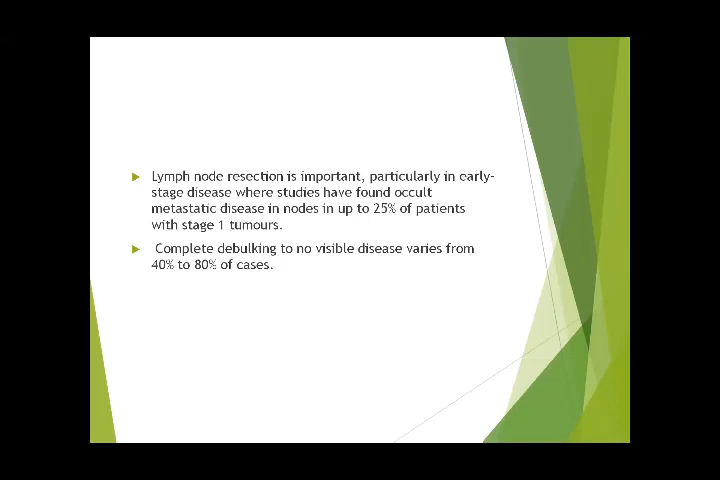 Lymph node resection is important, particularly in early-
stage disease where studies have found occult
metastatic disease in nodes in up to 25% of patients
with stage 1 tumours.
Complete debulking to no visible disease varies from
40% to 80% of cases.